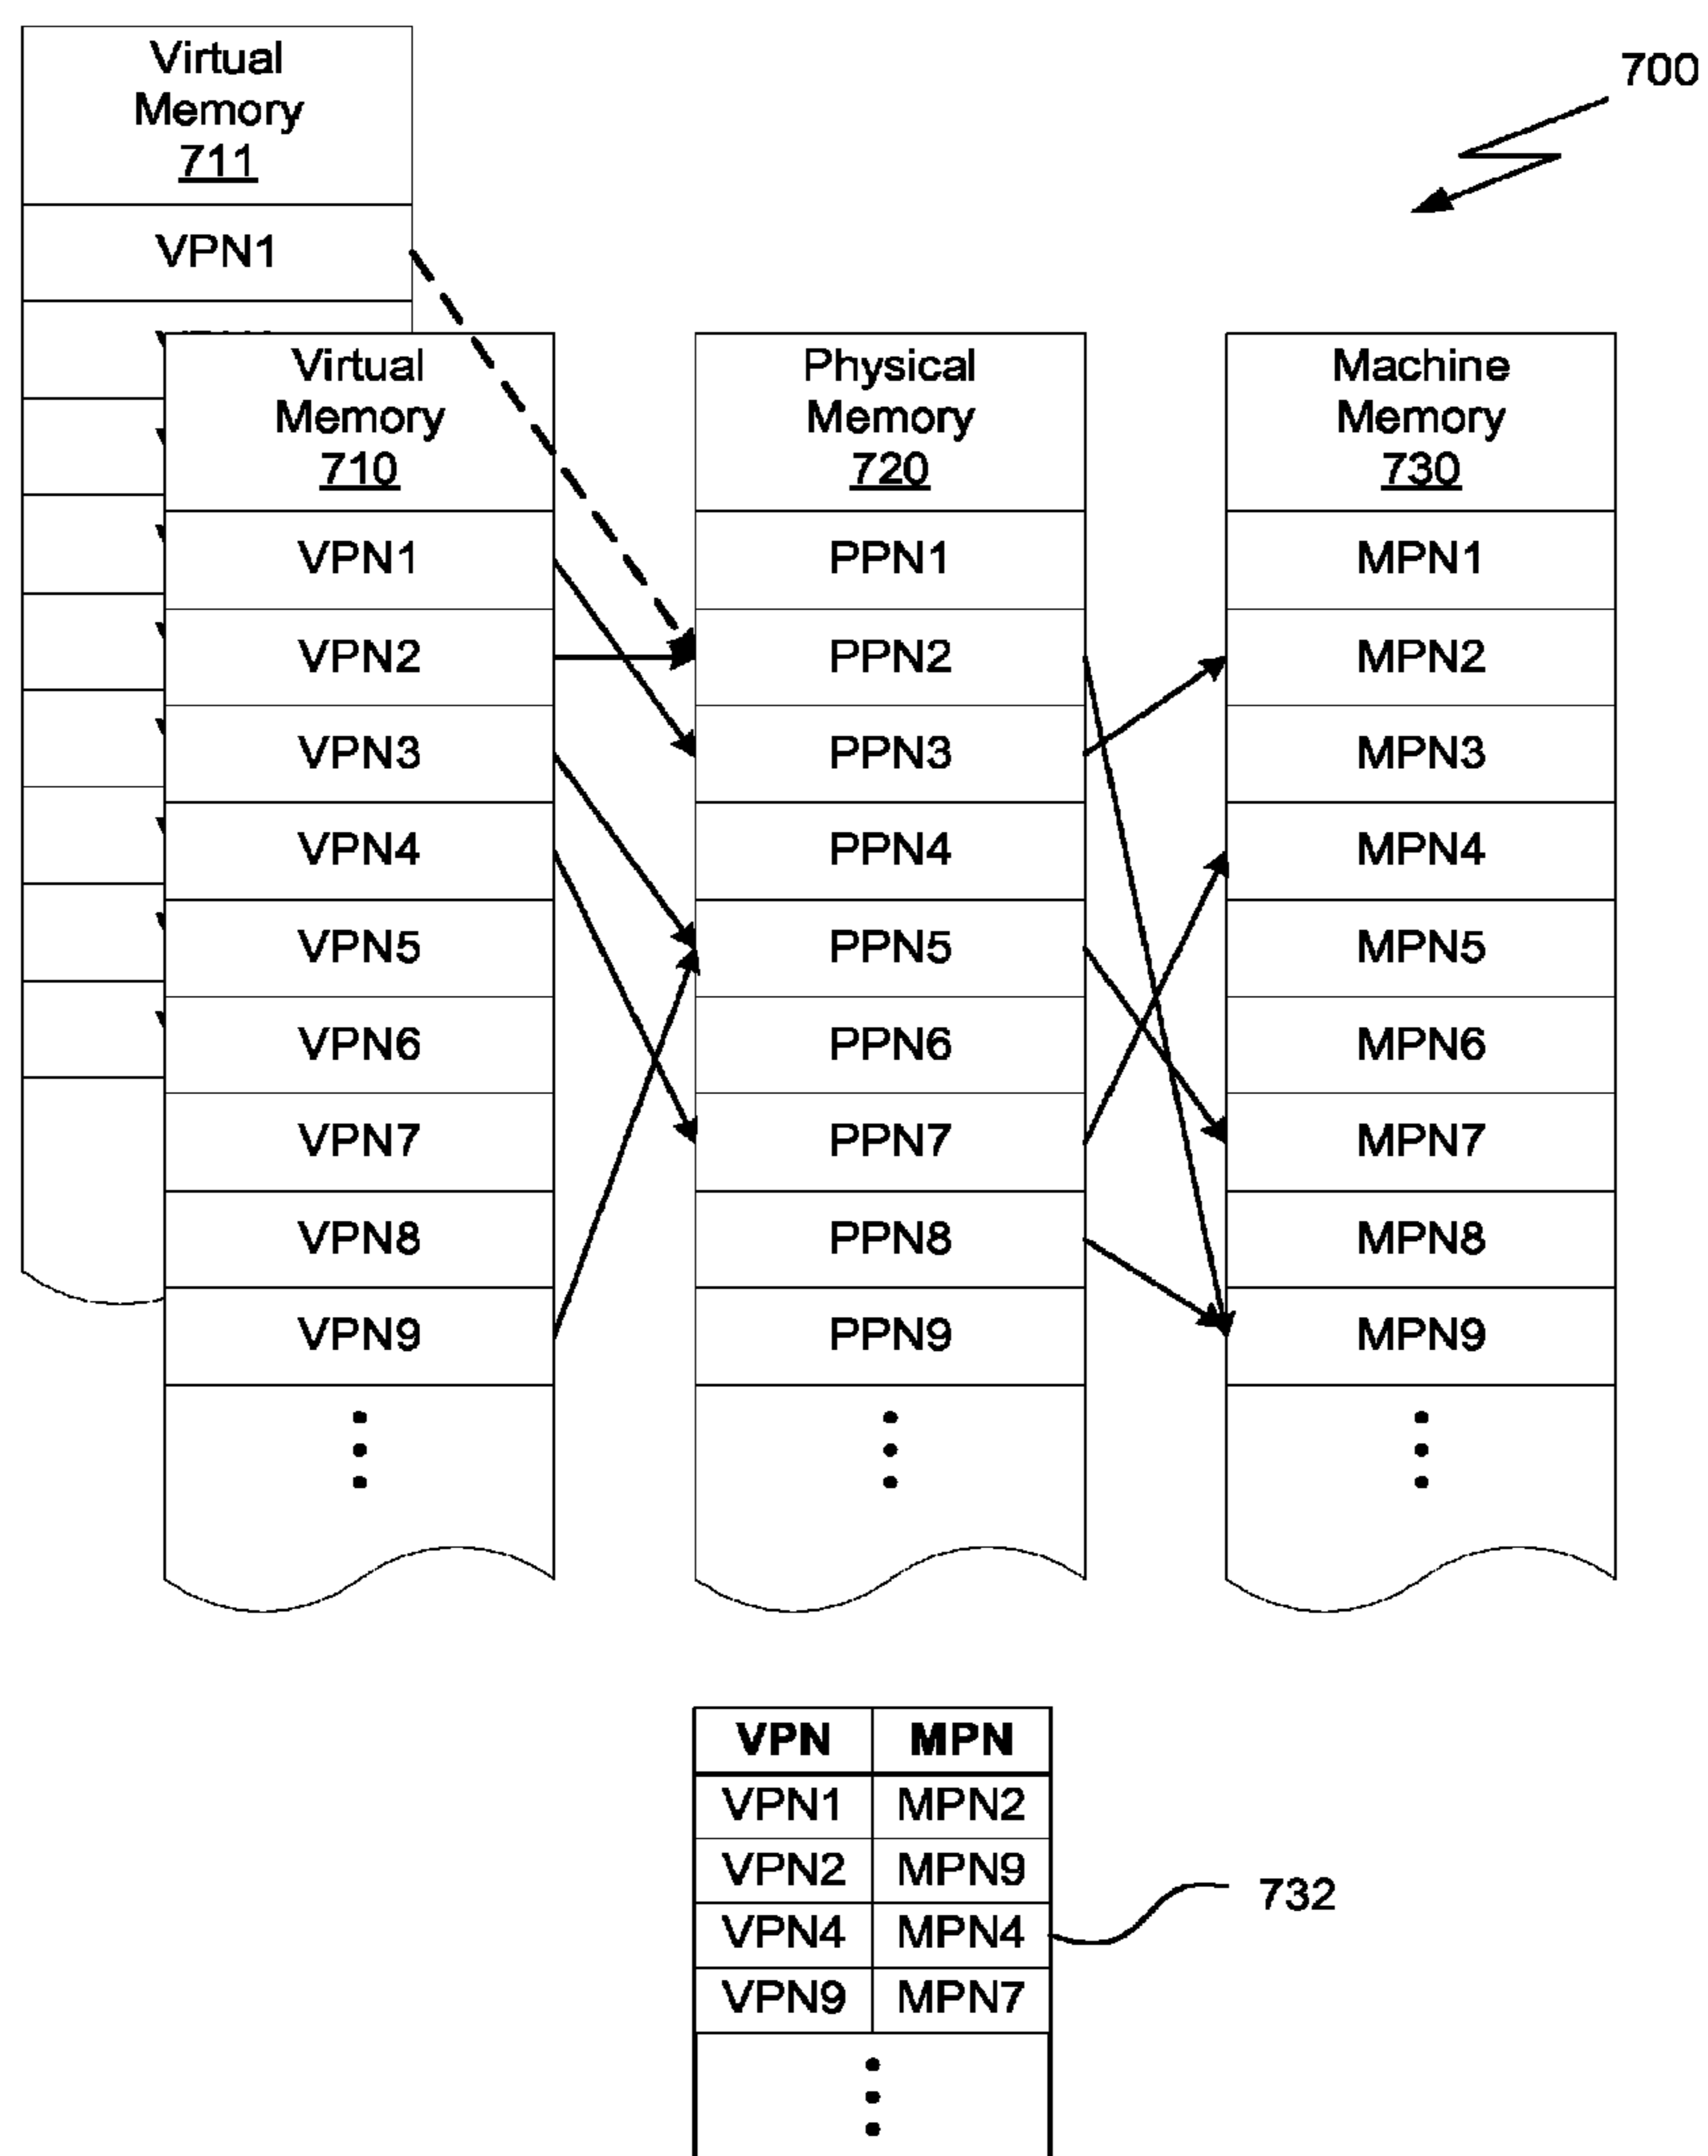 700
Virtual
Memory
711
VPN1
Virtual
Memory
710
VPN1
VPN2
VPN3
VPN4
VPN5
VPN6
VPN7
VPN8
VPN9
Physical
Memory
720
PPN1
PPN2
PPN3
PPN4
PPN5
PPN6
PPN7
PPN8
PPN9
Machine
Memory
730
MPN1
MPN2
MPN3
MPN4
MPN5
MPN6
MPN7
MPN8
MPN9
VPN MPN
VPN1 MPN2
VPN2 MPN9
VPN4 MPN4
VPN9 MPN7
732